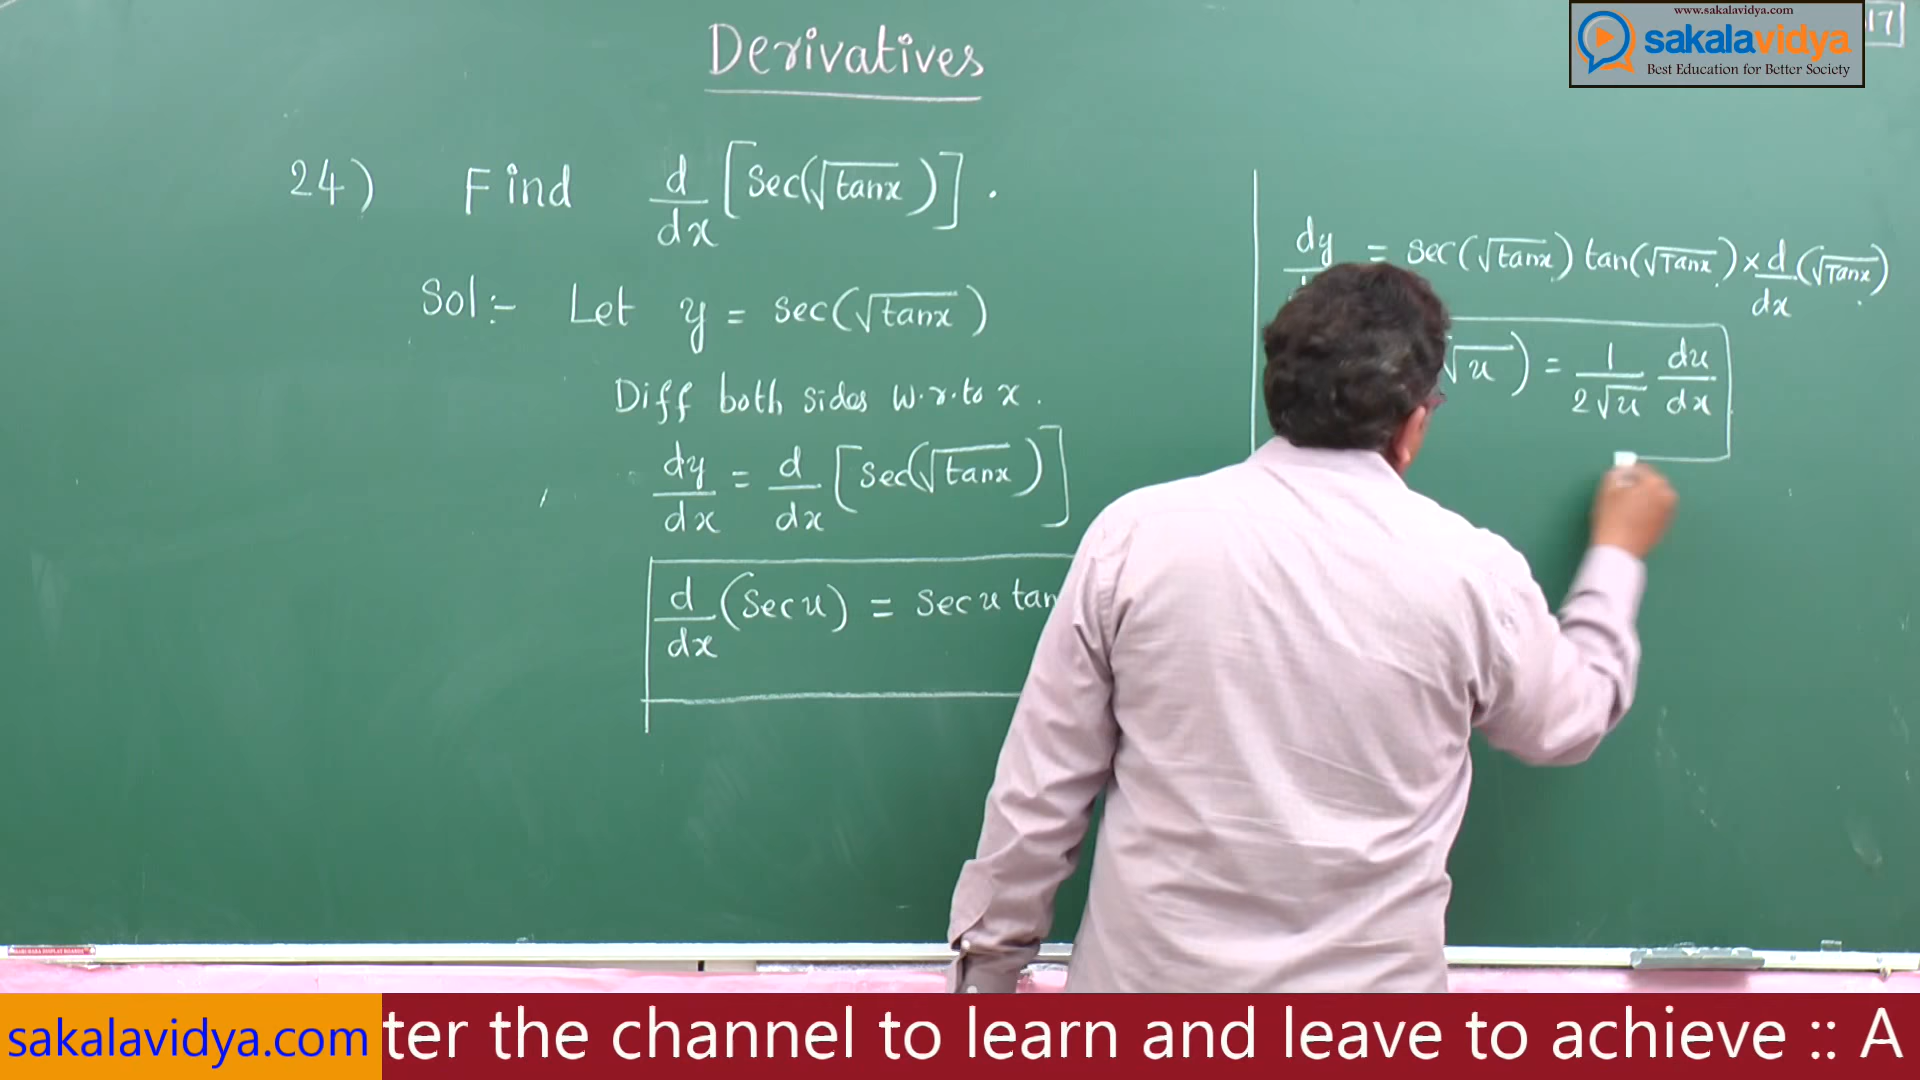 www.sakalavidya.com
sakalavidya
Best Education for Better Society
17
Derivatives
24) Find d/dx [sec(√tanx)] .
Sol :- Let y = sec(√tanx)
Diff both sides w.r.to x .
dy/dx = d/dx [sec(√tanx)]
d/dx (sec u) = sec u tan
dy = sec(√tanx) tan(√Tanx) × d/dx (√Tanx)
√u) = 1/2√u du/dx
sakalavidya.com
ter the channel to learn and leave to achieve :: A